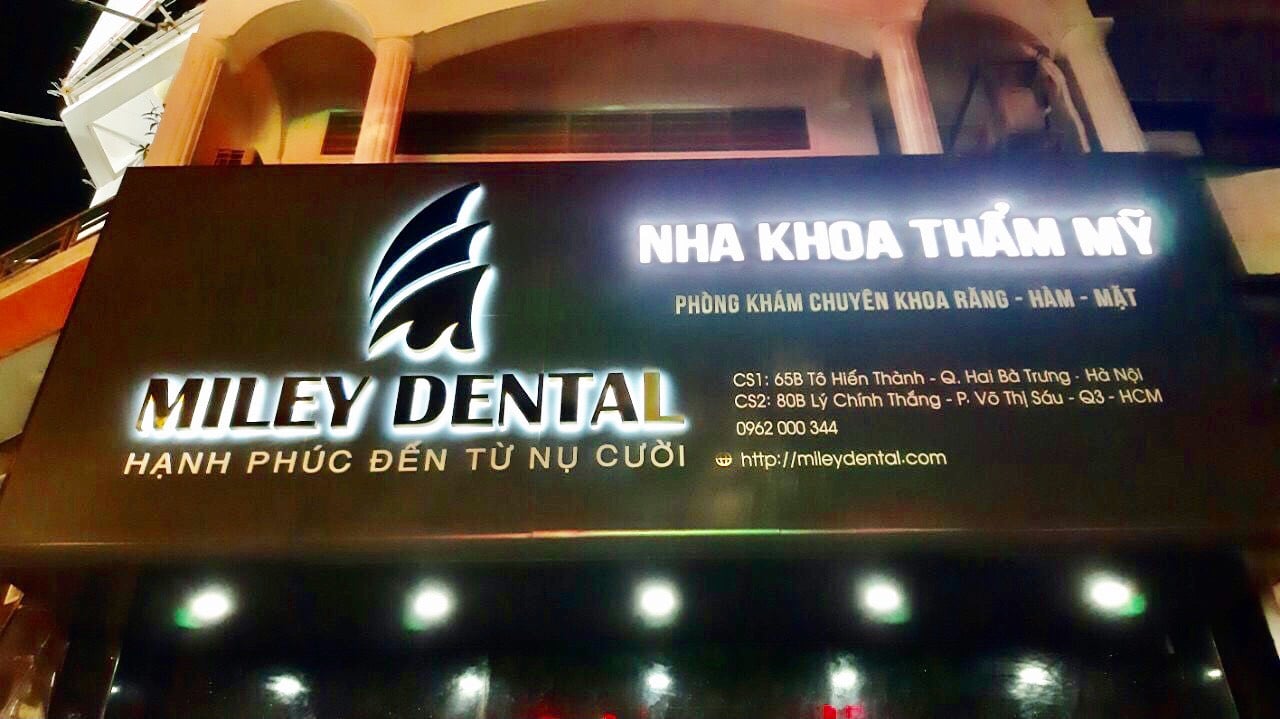 MILEY DENTAL
HẠNH PHÚC ĐẾN TỪ NỤ CƯỜI
NHA KHOA THẨM MỸ
PHÒNG KHÁM CHUYÊN KHOA RĂNG - HÀM - MẶT
CS1: 65B Tô Hiến Thành - Q. Hai Bà Trưng - Hà Nội
CS2: 80B Lý Chính Thắng - P. Võ Thị Sáu - Q3 - HCM
0962 000 344
http://mileydental.com